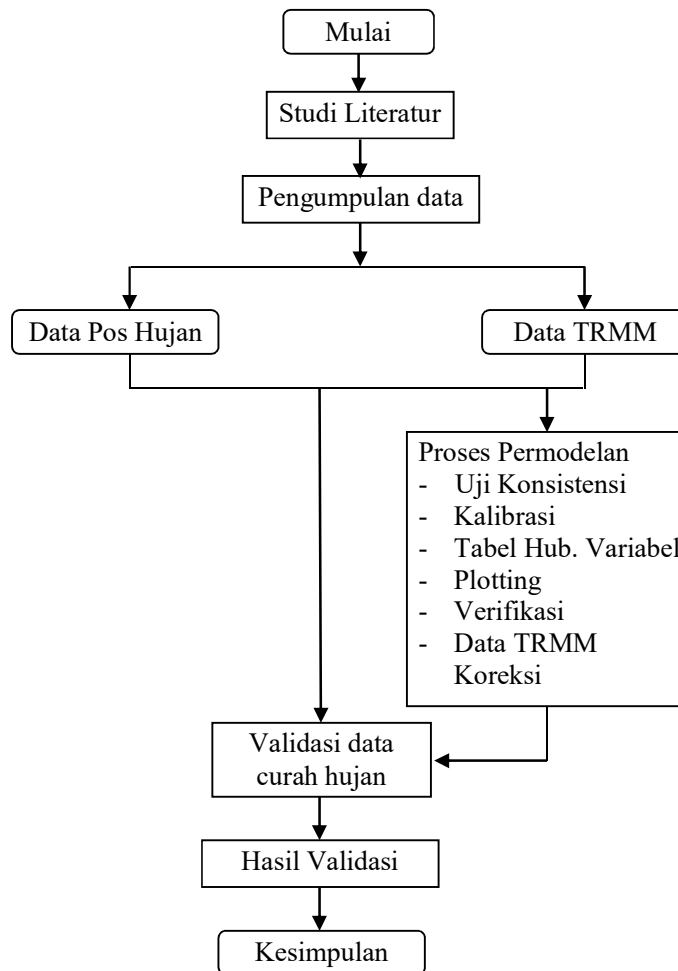 Mulai
Studi Literatur
Pengumpulan data
Data Pos Hujan
Data TRMM
Proses Permodelan
- Uji Konsistensi
- Kalibrasi
- Tabel Hub. Variabel
- Plotting
- Verifikasi
- Data TRMM
Koreksi
Validasi data
curah hujan
Hasil Validasi
Kesimpulan